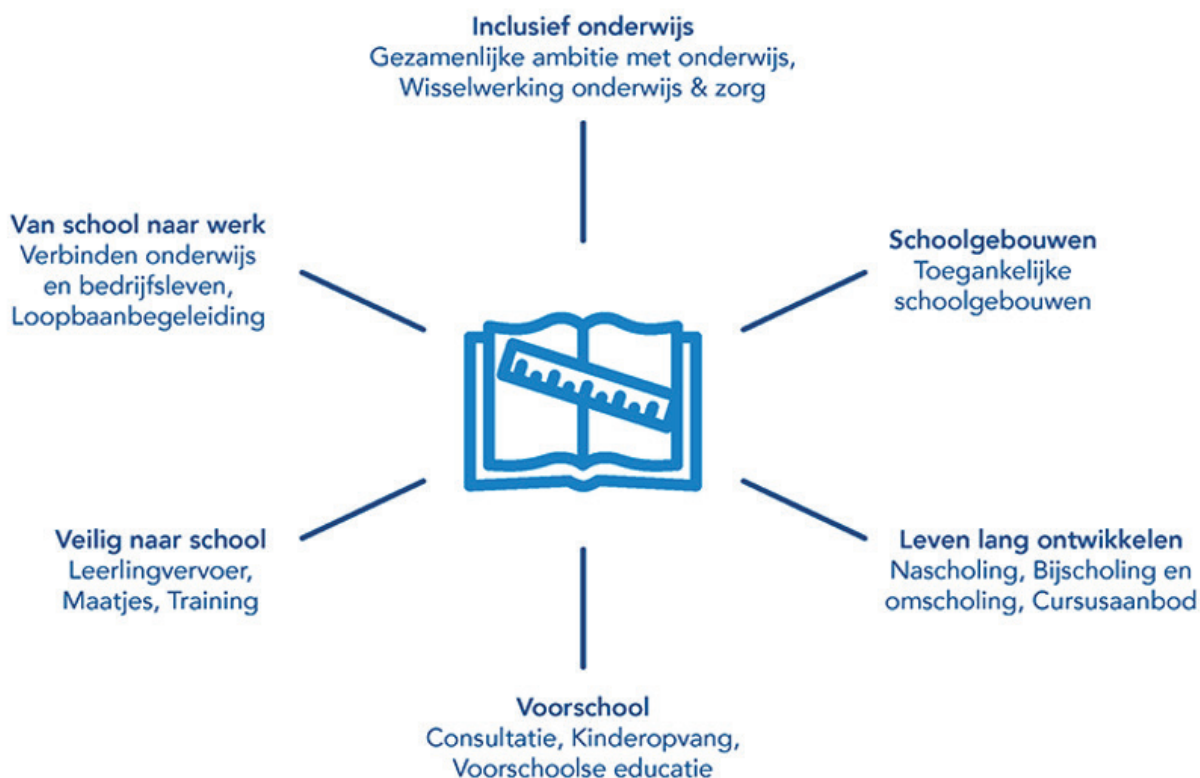 Inclusief onderwijs
Gezamenlijke ambitie met onderwijs,
Wisselwerking onderwijs & zorg
Van school naar werk
Verbinden onderwijs
en bedrijfsleven,
Loopbaanbegeleiding
Schoolgebouwen
Toegankelijke
schoolgebouwen
Veilig naar school
Leerlingvervoer,
Maatjes, Training
Leven lang ontwikkelen
Nascholing, Bijscholing en
omscholing, Cursusaanbod
Voorschool
Consultatie, Kinderopvang,
Voorschoolse educatie